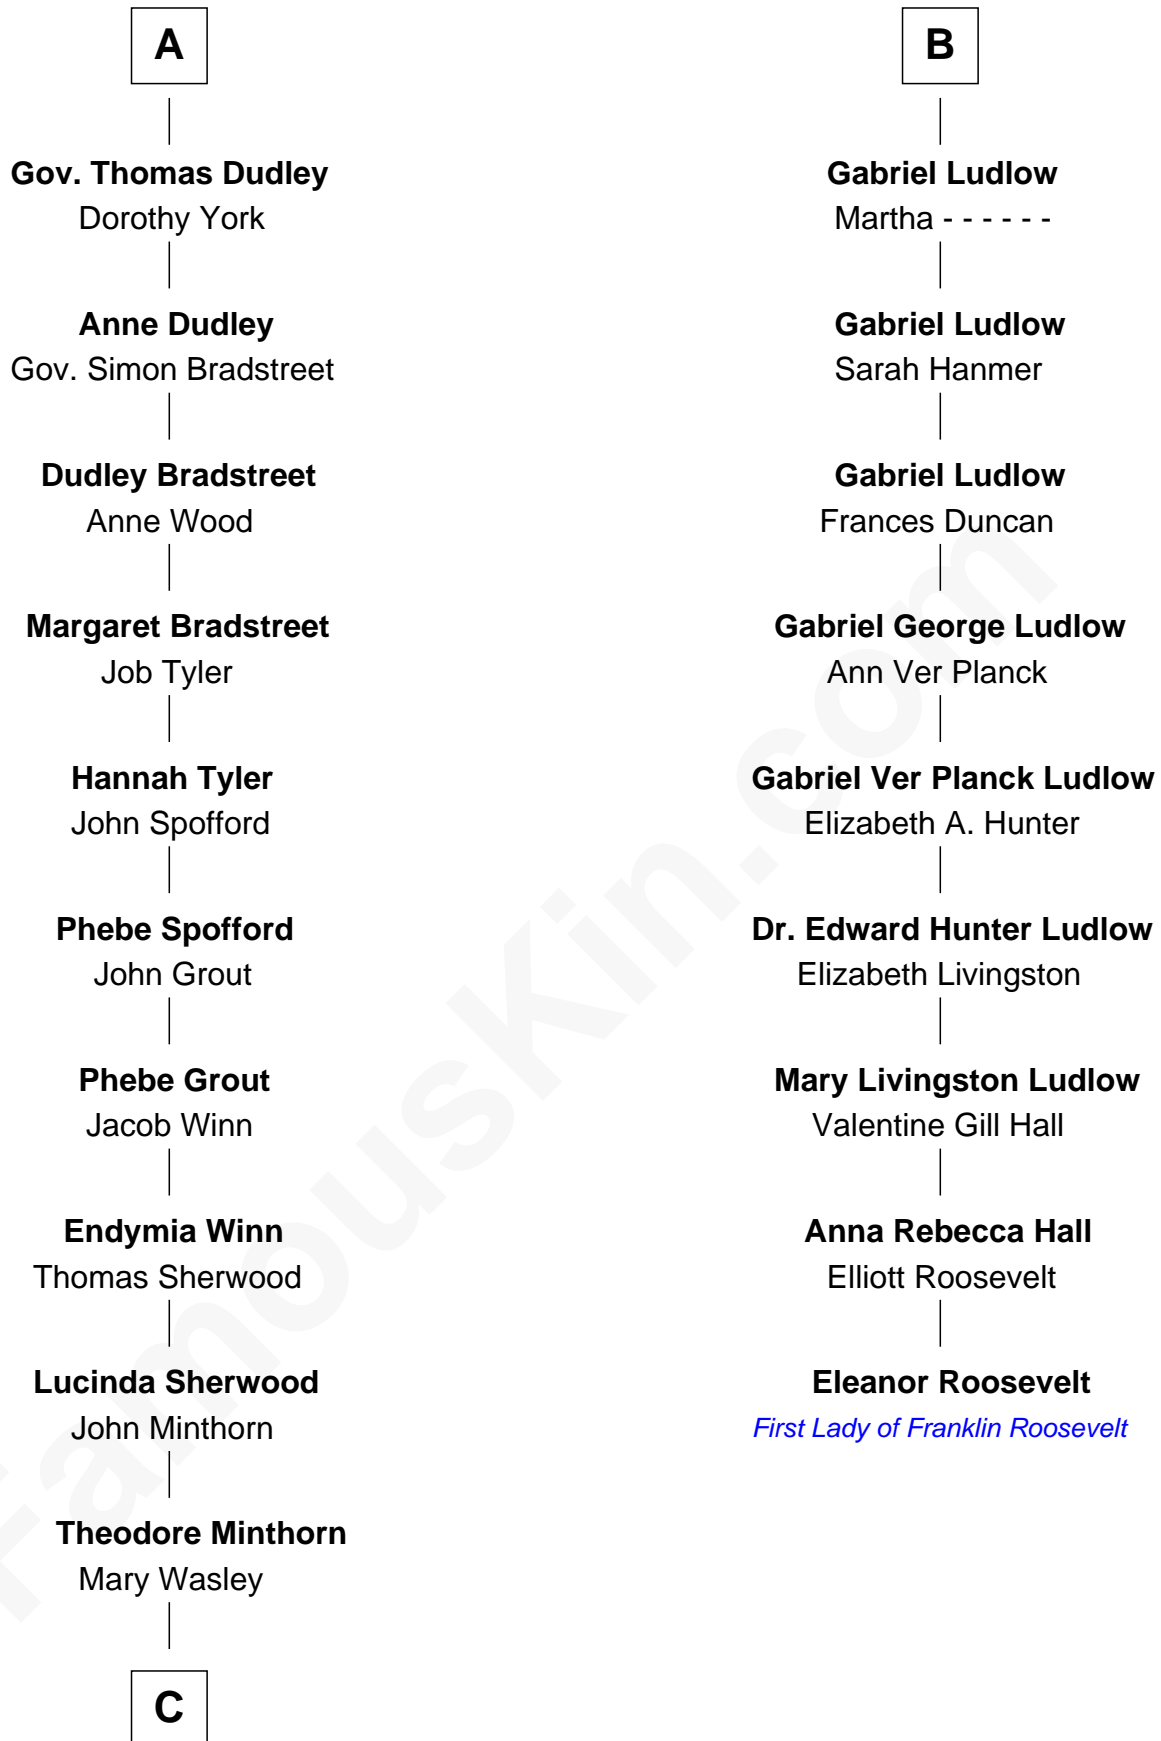 A
Gov. Thomas Dudley
Dorothy York
Anne Dudley
Gov. Simon Bradstreet
Dudley Bradstreet
Anne Wood
Margaret Bradstreet
Job Tyler
Hannah Tyler
John Spofford
Phebe Spofford
John Grout
Phebe Grout
Jacob Winn
Endymia Winn
Thomas Sherwood
Lucinda Sherwood
John Minthorn
Theodore Minthorn
Mary Wasley
C
B
Gabriel Ludlow
Martha - - - - - -
Gabriel Ludlow
Sarah Hanmer
Gabriel Ludlow
Frances Duncan
Gabriel George Ludlow
Ann Ver Planck
Gabriel Ver Planck Ludlow
Elizabeth A. Hunter
Dr. Edward Hunter Ludlow
Elizabeth Livingston
Mary Livingston Ludlow
Valentine Gill Hall
Anna Rebecca Hall
Elliott Roosevelt
Eleanor Roosevelt
First Lady of Franklin Roosevelt
FamousKin.com